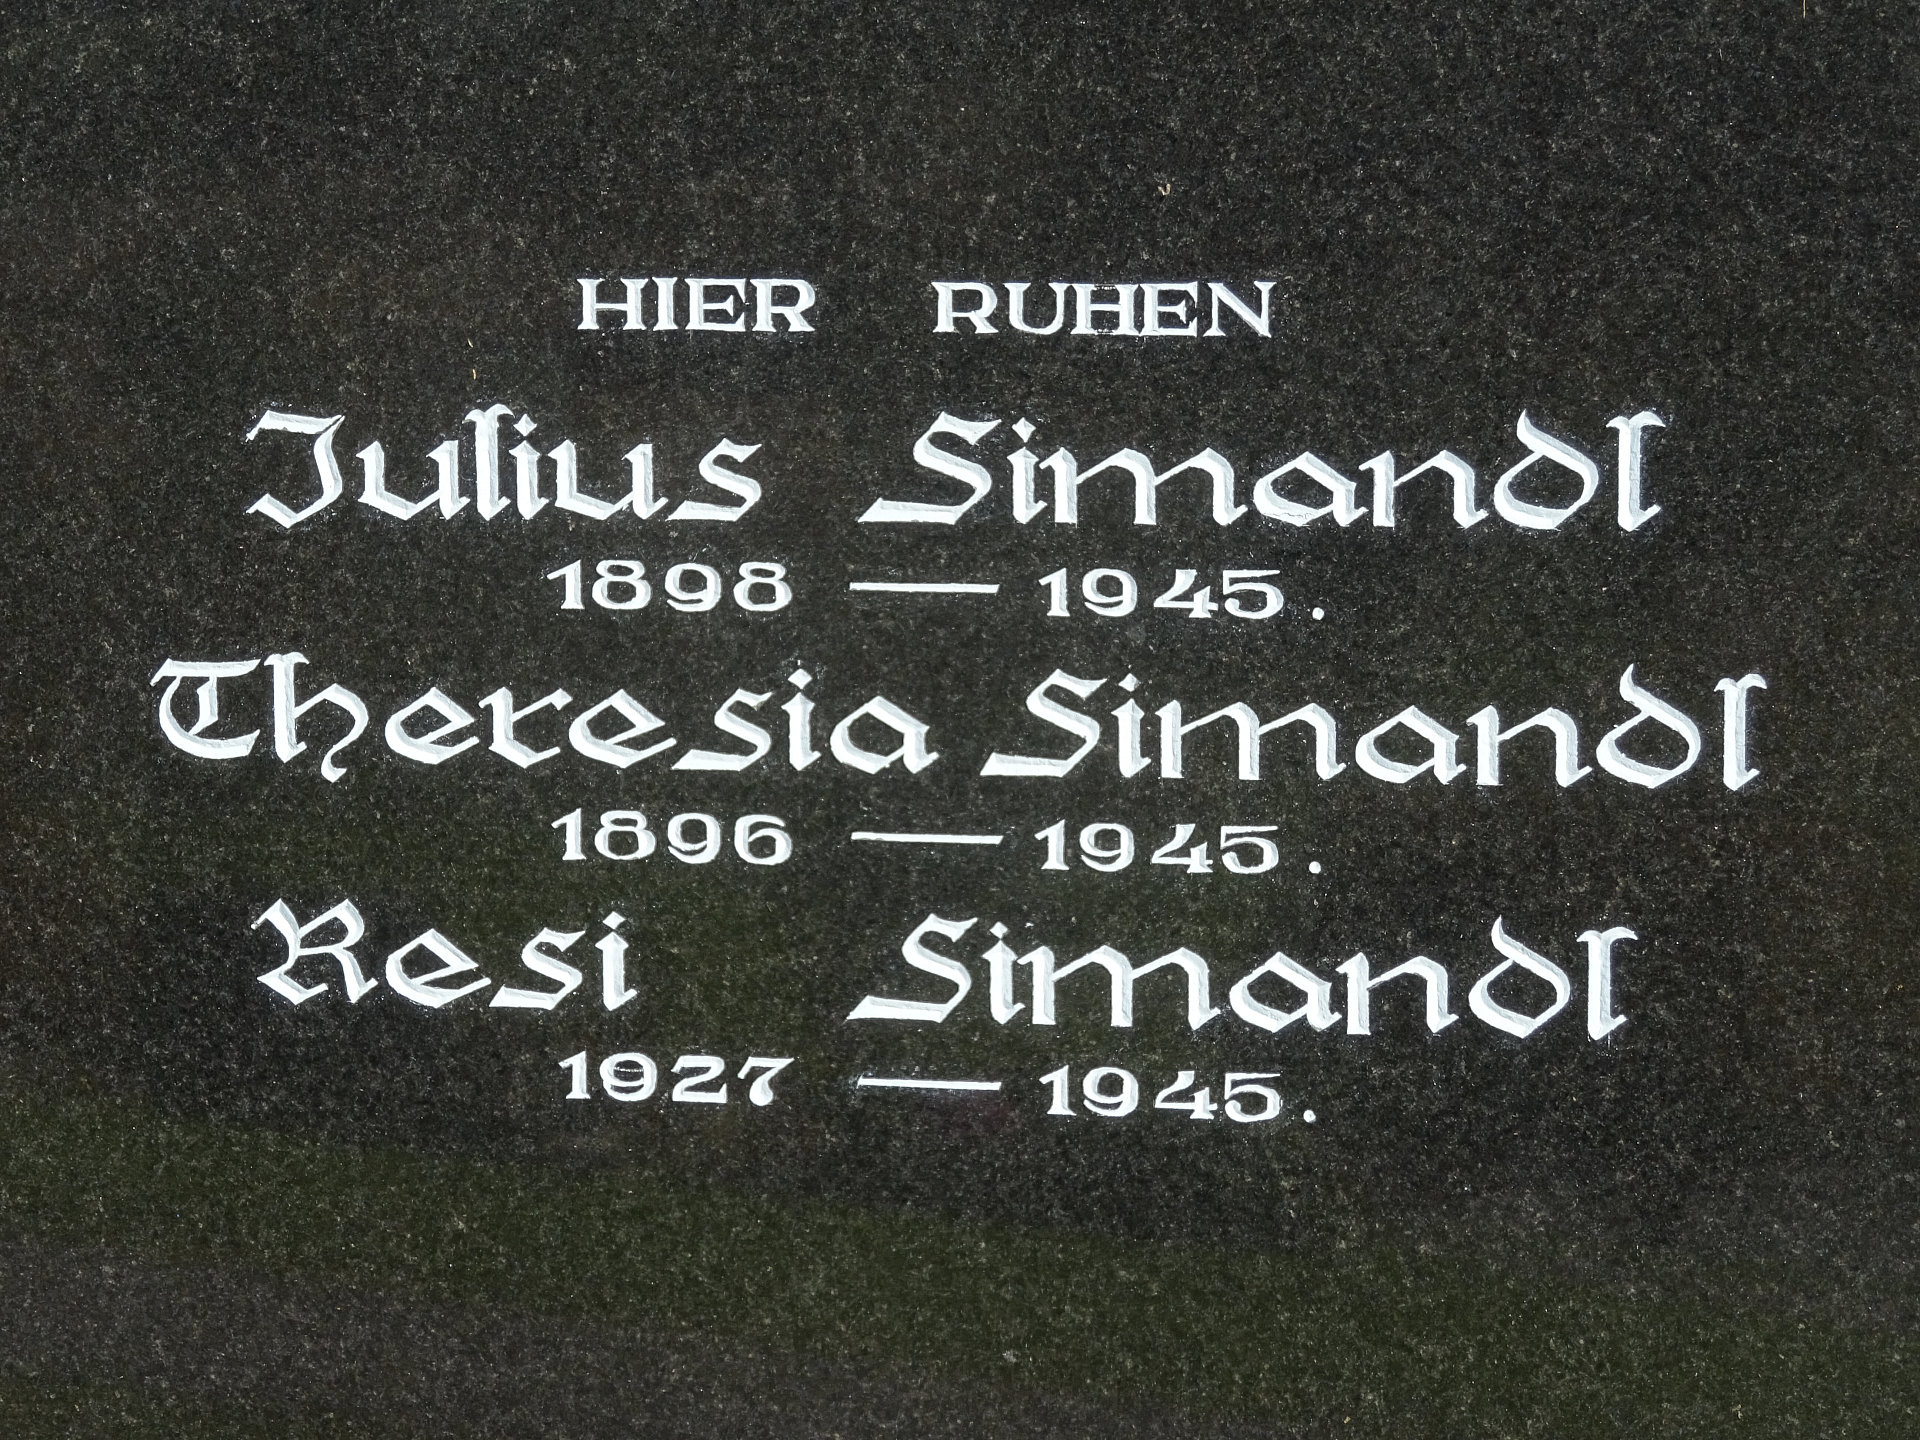 HIER RUHEN
Julius Simandl
1898 — 1945.
Theresia Simandl
1896 — 1945.
Resi Simandl
1927 — 1945.